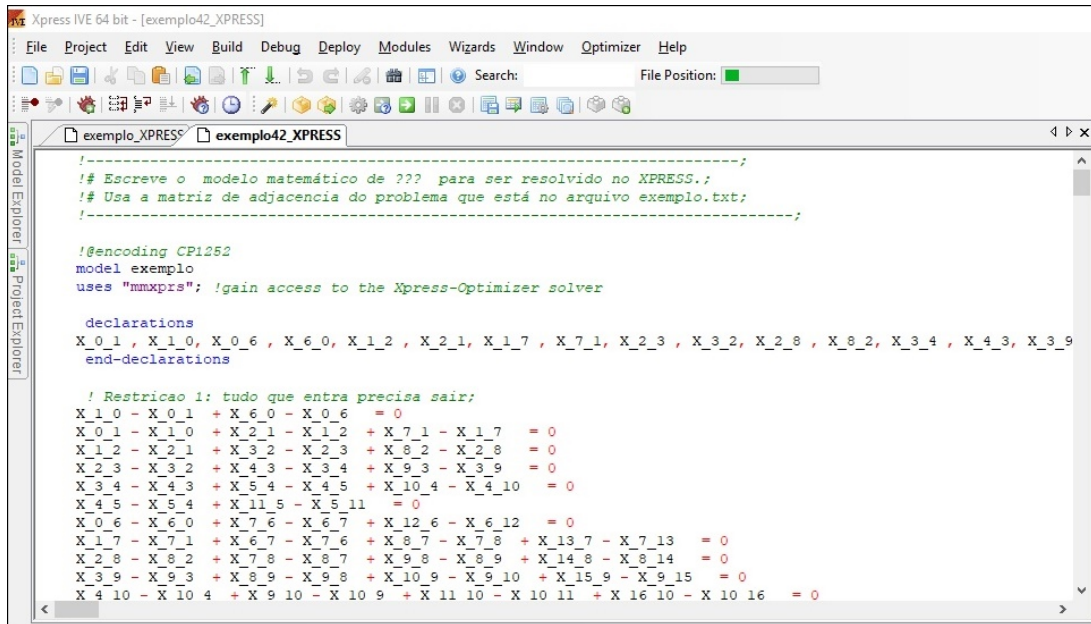 Xpress IVE 64 bit - [exemplo42_XPRESS]
File Project Edit View Build Debug Deploy Modules Wizards Window Optimizer Help
Search: File Position:
exemplo_XPRESS exemplo42_XPRESS
Model Explorer
Project Explorer
!------------------------------------------------------------------------;
!# Escreve o modelo matemático de ??? para ser resolvido no XPRESS.;
!# Usa a matriz de adjacencia do problema que está no arquivo exemplo.txt;
!------------------------------------------------------------------------------;
!@encoding CP1252
model exemplo
uses "mmxprs"; !gain access to the Xpress-Optimizer solver
declarations
X_0_1 , X_1_0, X_0_6 , X_6_0, X_1_2 , X_2_1, X_1_7 , X_7_1, X_2_3 , X_3_2, X_2_8 , X_8_2, X_3_4 , X_4_3, X_3_9
end-declarations
! Restricao 1: tudo que entra precisa sair;
X_1_0 - X_0_1 + X_6_0 - X_0_6 = 0
X_0_1 - X_1_0 + X_2_1 - X_1_2 + X_7_1 - X_1_7 = 0
X_1_2 - X_2_1 + X_3_2 - X_2_3 + X_8_2 - X_2_8 = 0
X_2_3 - X_3_2 + X_4_3 - X_3_4 + X_9_3 - X_3_9 = 0
X_3_4 - X_4_3 + X_5_4 - X_4_5 + X_10_4 - X_4_10 = 0
X_4_5 - X_5_4 + X_11_5 - X_5_11 = 0
X_0_6 - X_6_0 + X_7_6 - X_6_7 + X_12_6 - X_6_12 = 0
X_1_7 - X_7_1 + X_6_7 - X_7_6 + X_8_7 - X_7_8 + X_13_7 - X_7_13 = 0
X_2_8 - X_8_2 + X_7_8 - X_8_7 + X_9_8 - X_8_9 + X_14_8 - X_8_14 = 0
X_3_9 - X_9_3 + X_8_9 - X_9_8 + X_10_9 - X_9_10 + X_15_9 - X_9_15 = 0
X_4_10 - X_10_4 + X_9_10 - X_10_9 + X_11_10 - X_10_11 + X_16_10 - X_10_16 = 0